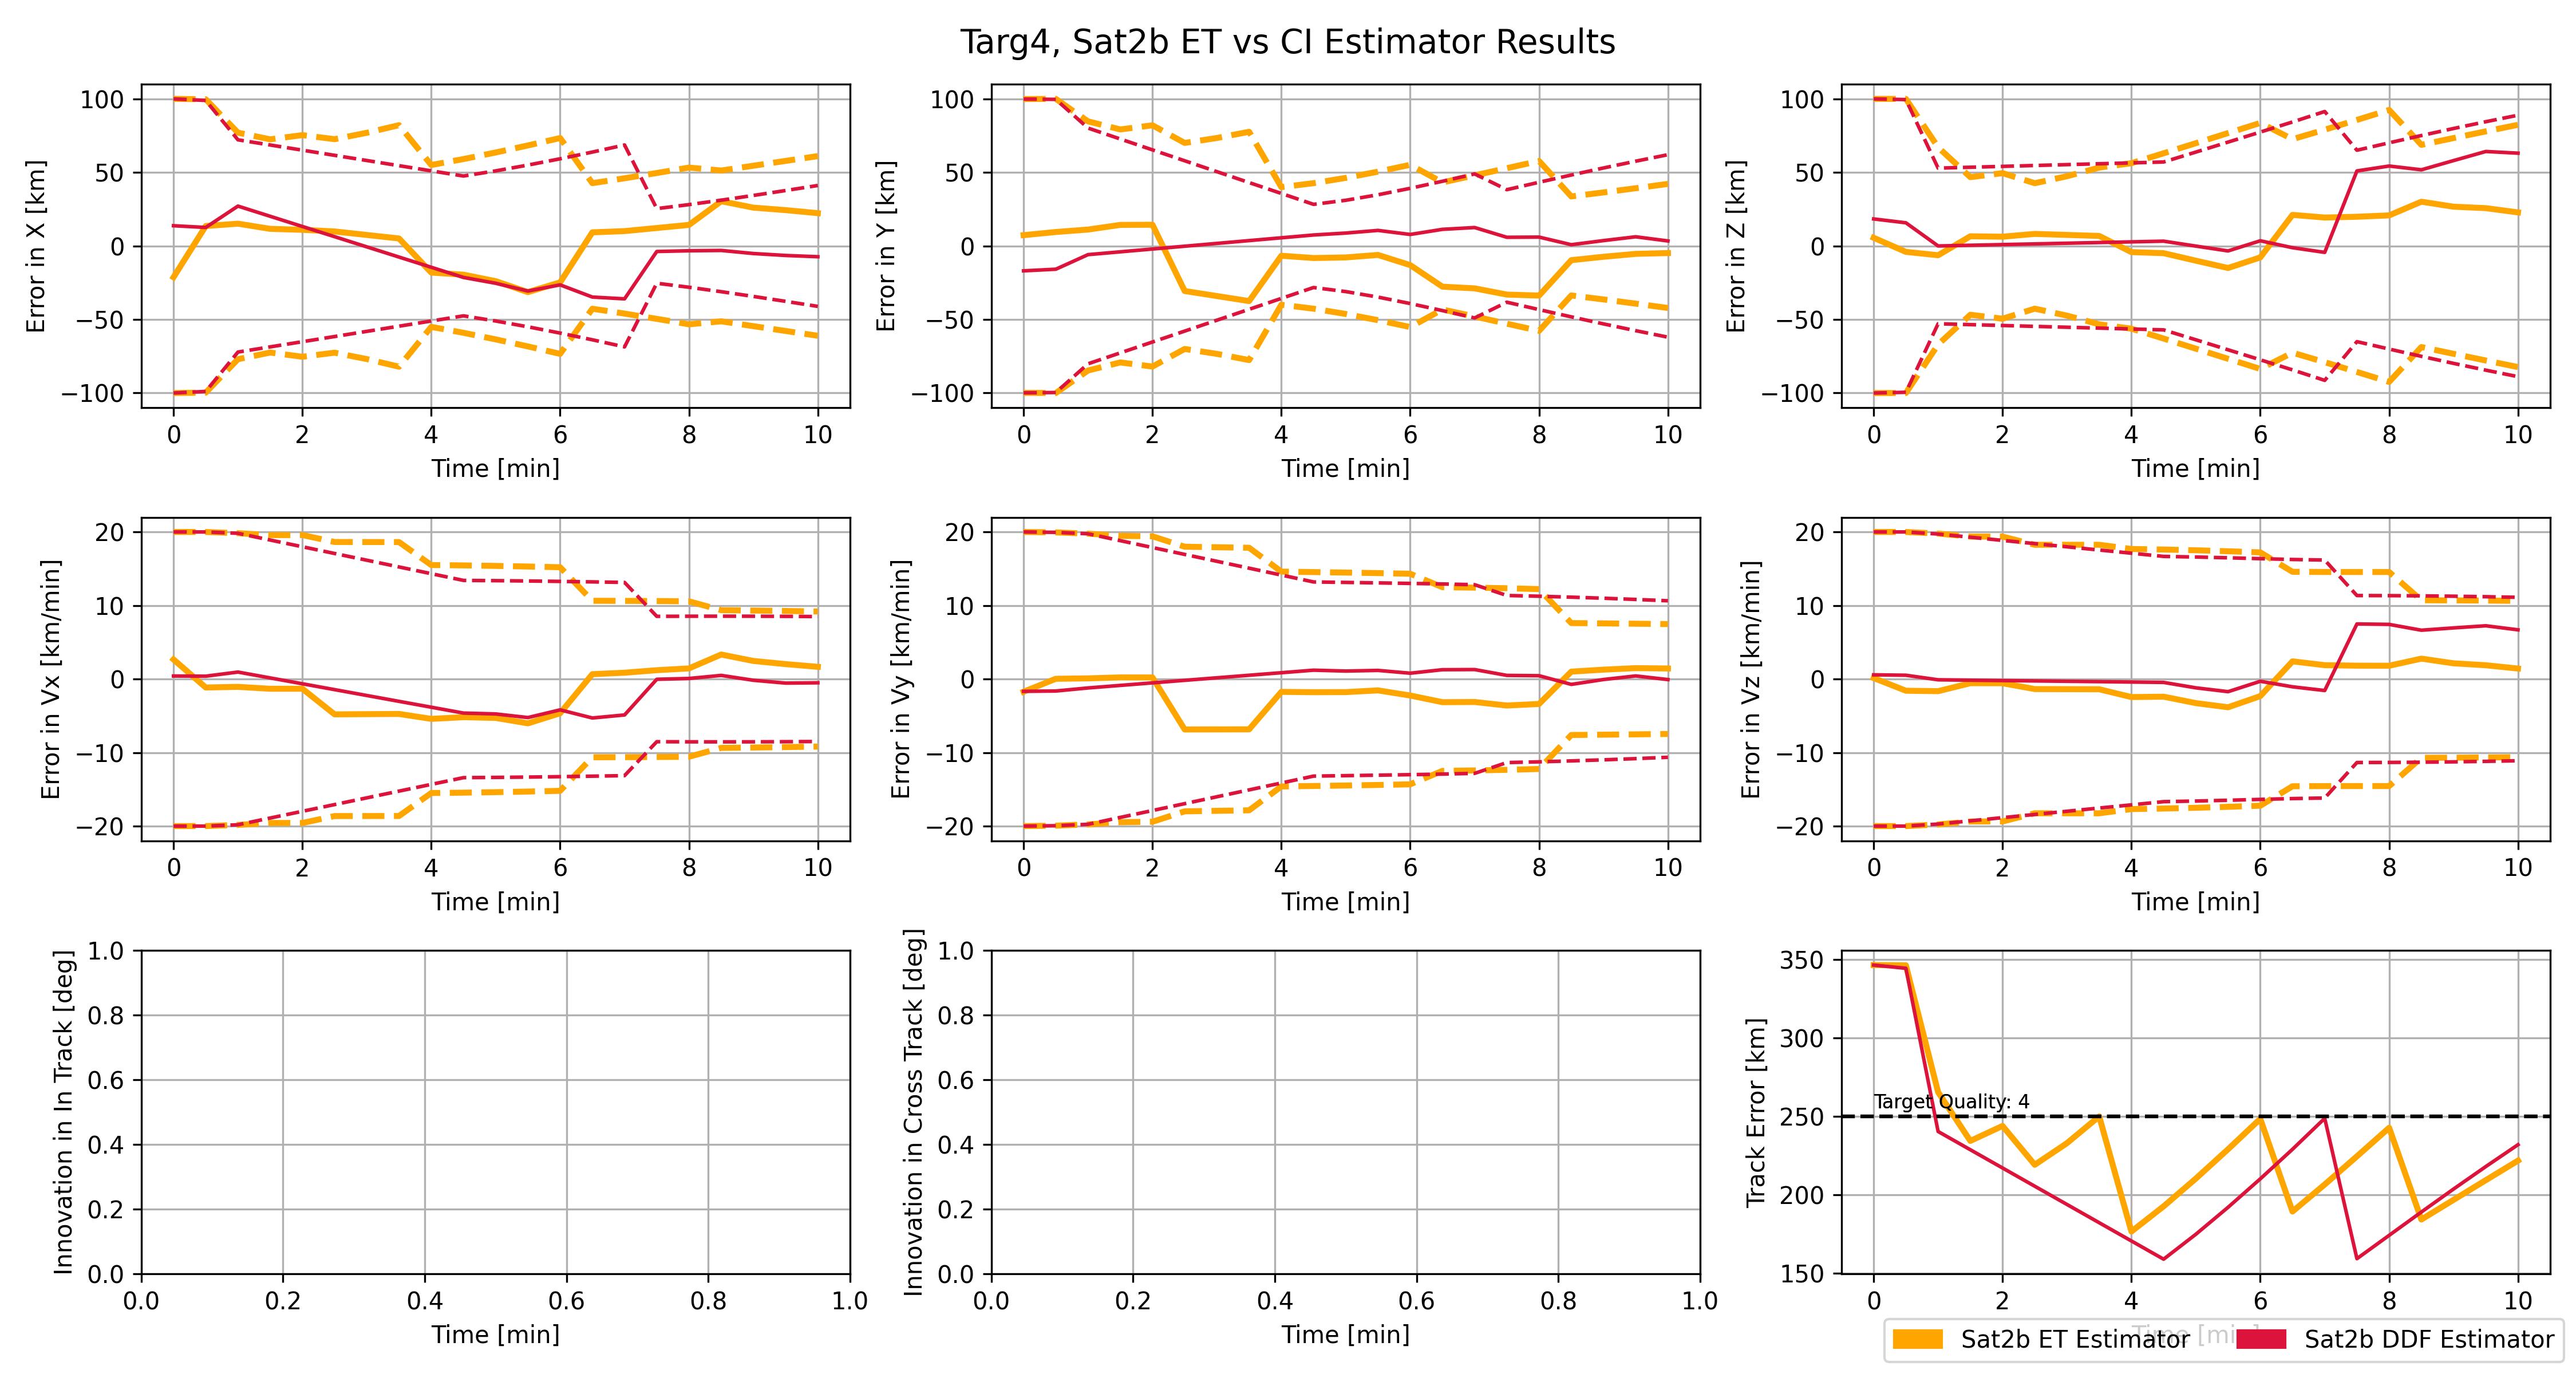 Targ4, Sat2b ET vs CI Estimator Results
Error in X [km]
100
50
0
−50
−100
0 2 4 6 8 10
Time [min]
Error in Y [km]
100
50
0
−50
−100
0 2 4 6 8 10
Time [min]
Error in Z [km]
100
50
0
−50
−100
0 2 4 6 8 10
Time [min]
Error in Vx [km/min]
20
10
0
−10
−20
0 2 4 6 8 10
Time [min]
Error in Vy [km/min]
20
10
0
−10
−20
0 2 4 6 8 10
Time [min]
Error in Vz [km/min]
20
10
0
−10
−20
0 2 4 6 8 10
Time [min]
Innovation in In Track [deg]
1.0
0.8
0.6
0.4
0.2
0.0
0.0 0.2 0.4 0.6 0.8 1.0
Time [min]
Innovation in Cross Track [deg]
1.0
0.8
0.6
0.4
0.2
0.0
0.0 0.2 0.4 0.6 0.8 1.0
Time [min]
Track Error [km]
350
300
250
200
150
Target Quality: 4
0 2 4 6 8 10
Time [min]
Sat2b ET Estimator
Sat2b DDF Estimator